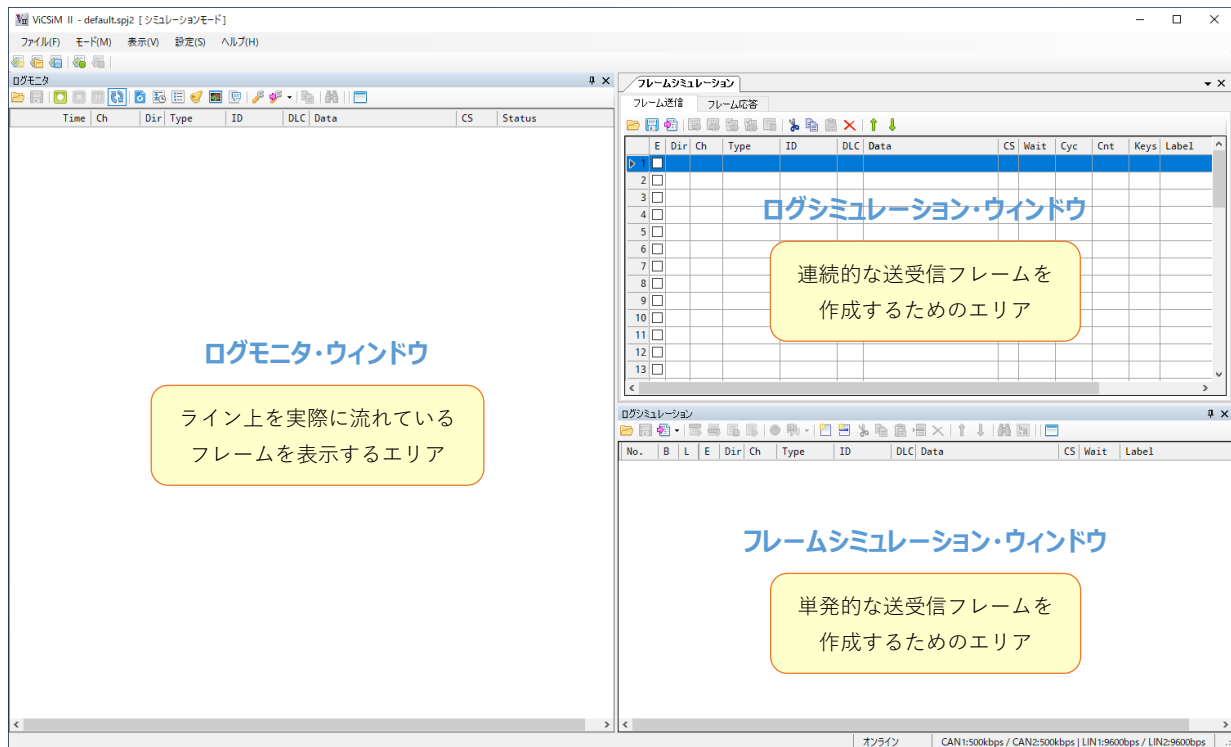 ViCSiM II - default.spj2 [ シミュレーションモード ]
ファイル(F) モード(M) 表示(V) 設定(S) ヘルプ(H)
ログモニタ
Time Ch Dir Type ID DLC Data CS Status
ログモニタ・ウィンドウ
ライン上を実際に流れている
フレームを表示するエリア
フレームシミュレーション
フレーム送信 フレーム応答
E Dir Ch Type ID DLC Data CS Wait Cyc Cnt Keys Label
1
2
3
4
5
6
7
8
9
10
11
12
13
ログシミュレーション・ウィンドウ
連続的な送受信フレームを
作成するためのエリア
ログシミュレーション
No. B L E Dir Ch Type ID DLC Data CS Wait Label
フレームシミュレーション・ウィンドウ
単発的な送受信フレームを
作成するためのエリア
オンライン CAN1:500kbps / CAN2:500kbps | LIN1:9600bps / LIN2:9600bps